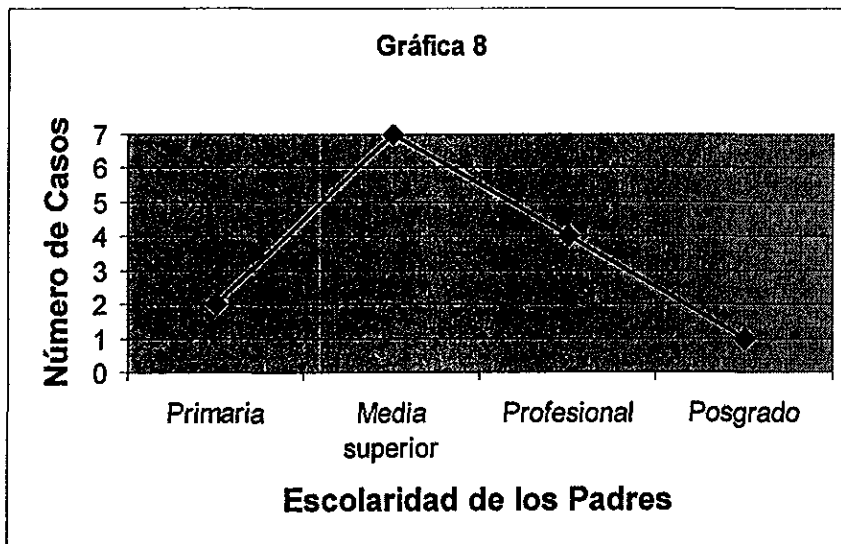 Gráfica 8
Número de Casos
7
6
5
4
3
2
1
0
Primaria
Media
superior
Profesional
Posgrado
Escolaridad de los Padres